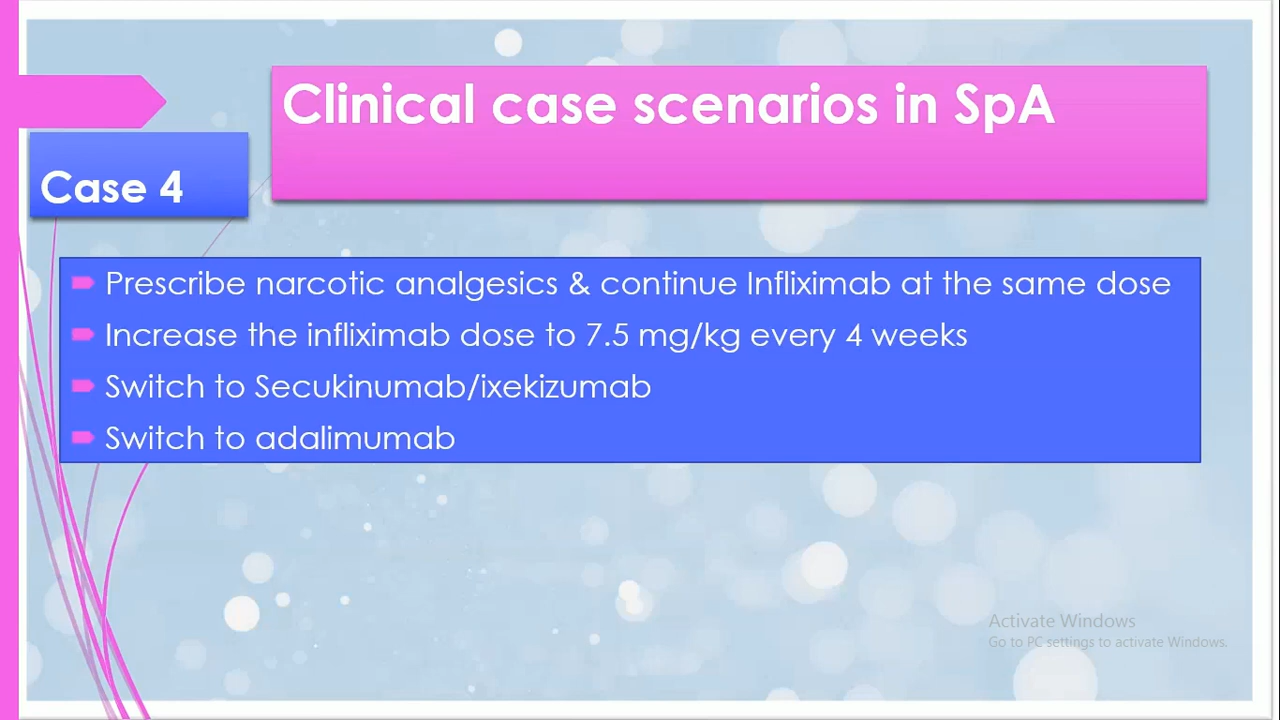 Clinical case scenarios in SpA
Case 4
Prescribe narcotic analgesics & continue Infliximab at the same dose
Increase the infliximab dose to 7.5 mg/kg every 4 weeks
Switch to Secukinumab/ixekizumab
Switch to adalimumab
Activate Windows
Go to PC settings to activate Windows.